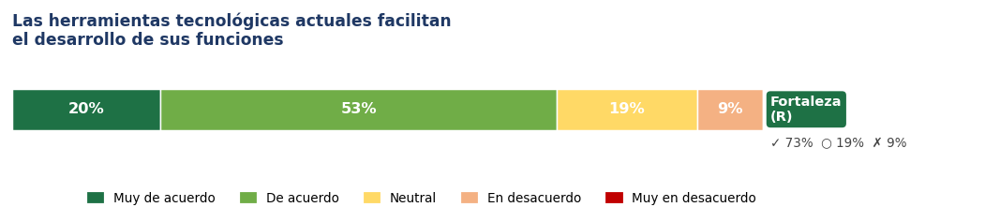 Las herramientas tecnológicas actuales facilitan
el desarrollo de sus funciones
20% 53% 19% 9%
Fortaleza
(R)
✓ 73% ○ 19% ✗ 9%
Muy de acuerdo De acuerdo Neutral En desacuerdo Muy en desacuerdo